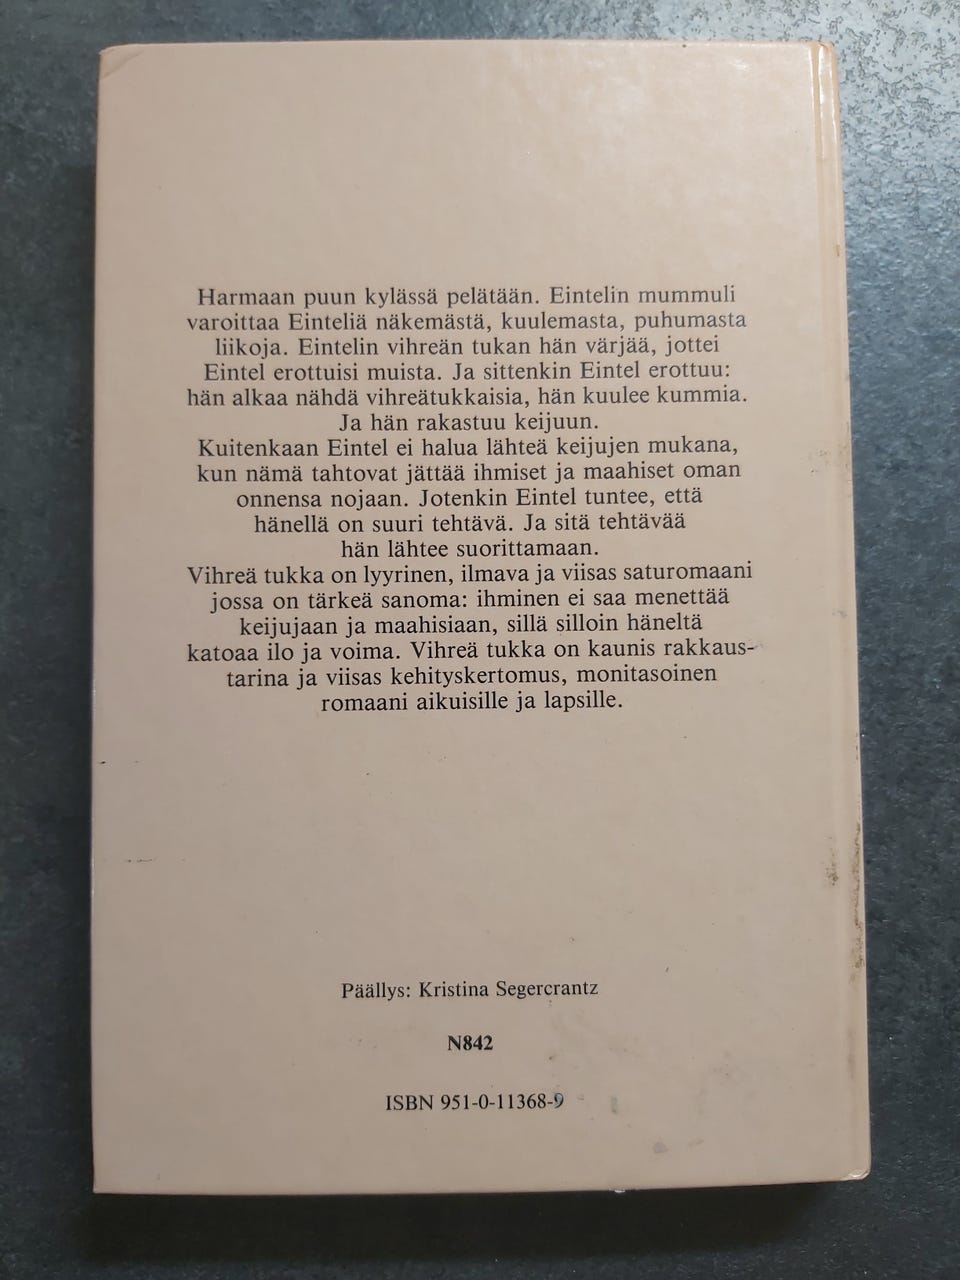 Harmaan puun kylässä pelätään. Eintelin mummuli
varoittaa Einteliä näkemästä, kuulemasta, puhumasta
liikoja. Eintelin vihreän tukan hän värjää, jottei
Eintel erottuisi muista. Ja sittenkin Eintel erottuu:
hän alkaa nähdä vihreätukkaisia, hän kuulee kummia.
Ja hän rakastuu keijuun.
Kuitenkaan Eintel ei halua lähteä keijujen mukana,
kun nämä tahtovat jättää ihmiset ja maahiset oman
onnensa nojaan. Jotenkin Eintel tuntee, että
hänellä on suuri tehtävä. Ja sitä tehtävää
hän lähtee suorittamaan.
Vihreä tukka on lyyrinen, ilmava ja viisas saturomaani
jossa on tärkeä sanoma: ihminen ei saa menettää
keijujaan ja maahisiaan, sillä silloin häneltä
katoaa ilo ja voima. Vihreä tukka on kaunis rakkaus-
tarina ja viisas kehityskertomus, monitasoinen
romaani aikuisille ja lapsille.
Päällys: Kristina Segercrantz
N842
ISBN 951-0-11368-9